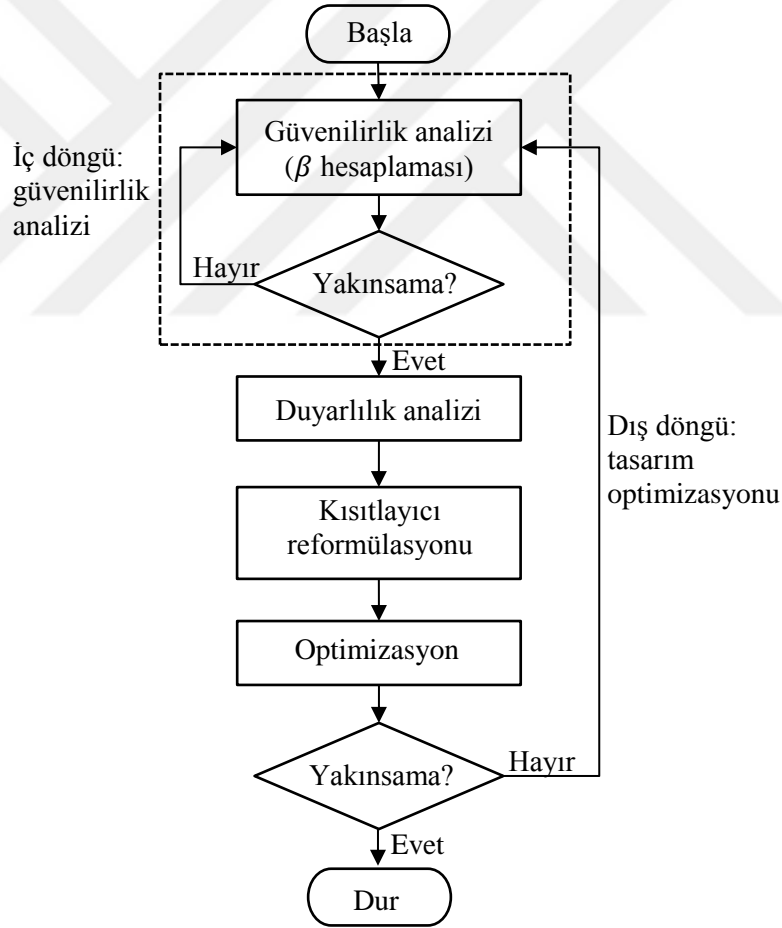 Başla
Güvenilirlik analizi
(β hesaplaması)
İç döngü:
güvenilirlik
analizi
Hayır
Yakınsama?
Evet
Duyarlılık analizi
Dış döngü:
tasarım
optimizasyonu
Kısıtlayıcı
reformülasyonu
Optimizasyon
Yakınsama?
Hayır
Evet
Dur